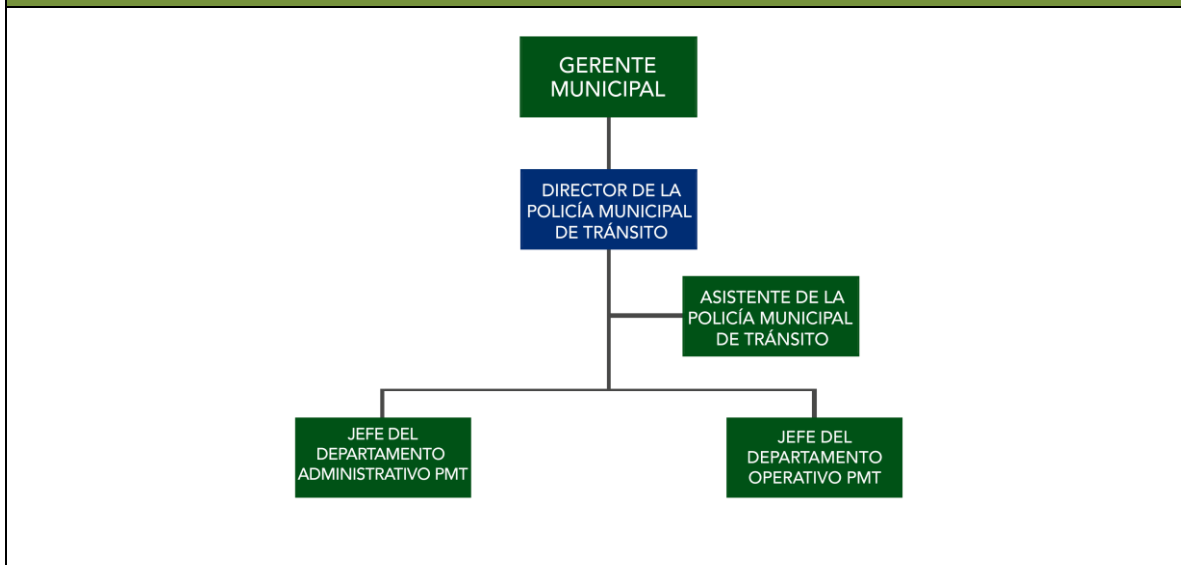 GERENTE
MUNICIPAL
DIRECTOR DE LA
POLICÍA MUNICIPAL
DE TRÁNSITO
ASISTENTE DE LA
POLICÍA MUNICIPAL
DE TRÁNSITO
JEFE DEL
DEPARTAMENTO
ADMINISTRATIVO PMT
JEFE DEL
DEPARTAMENTO
OPERATIVO PMT